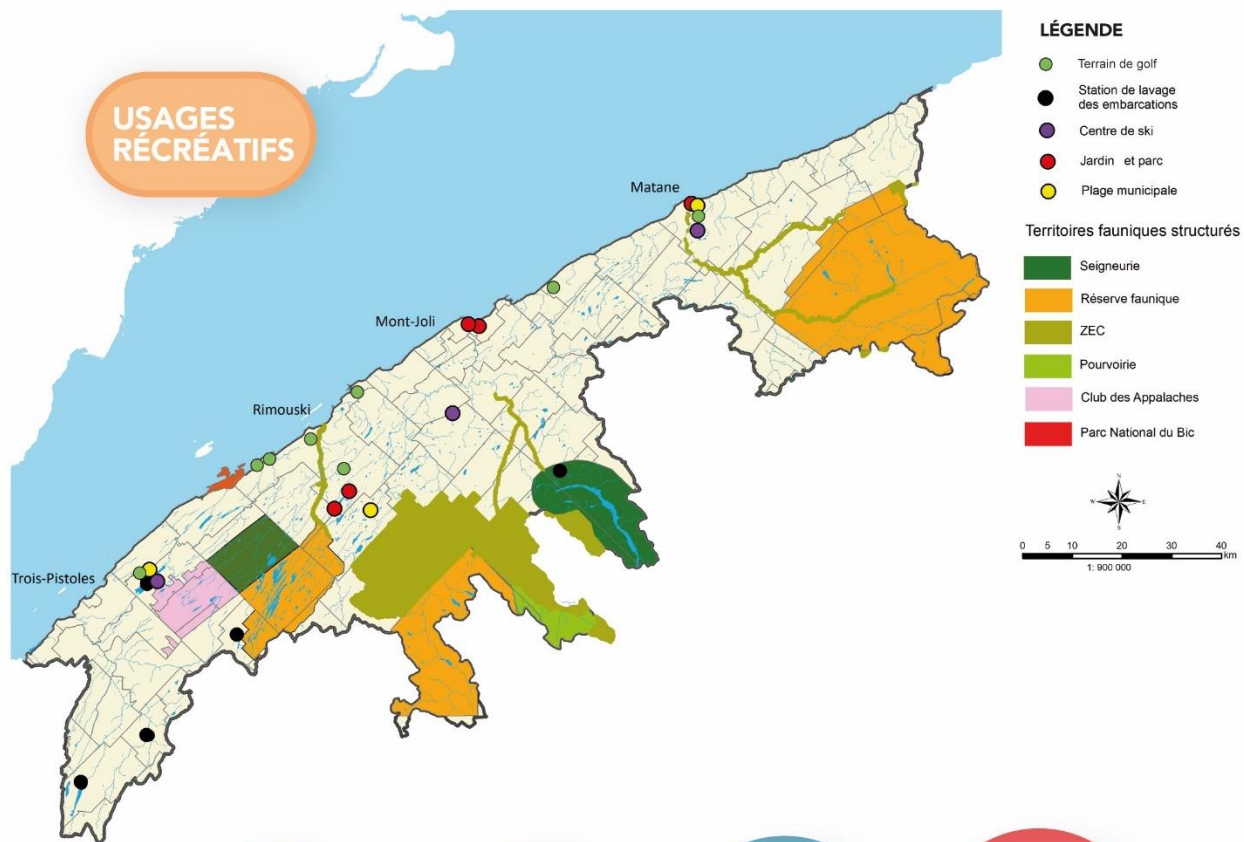 USAGES
RÉCRÉATIFS
Matane
Mont-Joli
Rimouski
Trois-Pistoles
LÉGENDE
Terrain de golf
Station de lavage
des embarcations
Centre de ski
Jardin et parc
Plage municipale
Territoires fauniques structurés
Seigneurie
Réserve faunique
ZEC
Pourvoirie
Club des Appalaches
Parc National du Bic
N
W E
S
0 5 10 20 30 40 km
1: 900 000